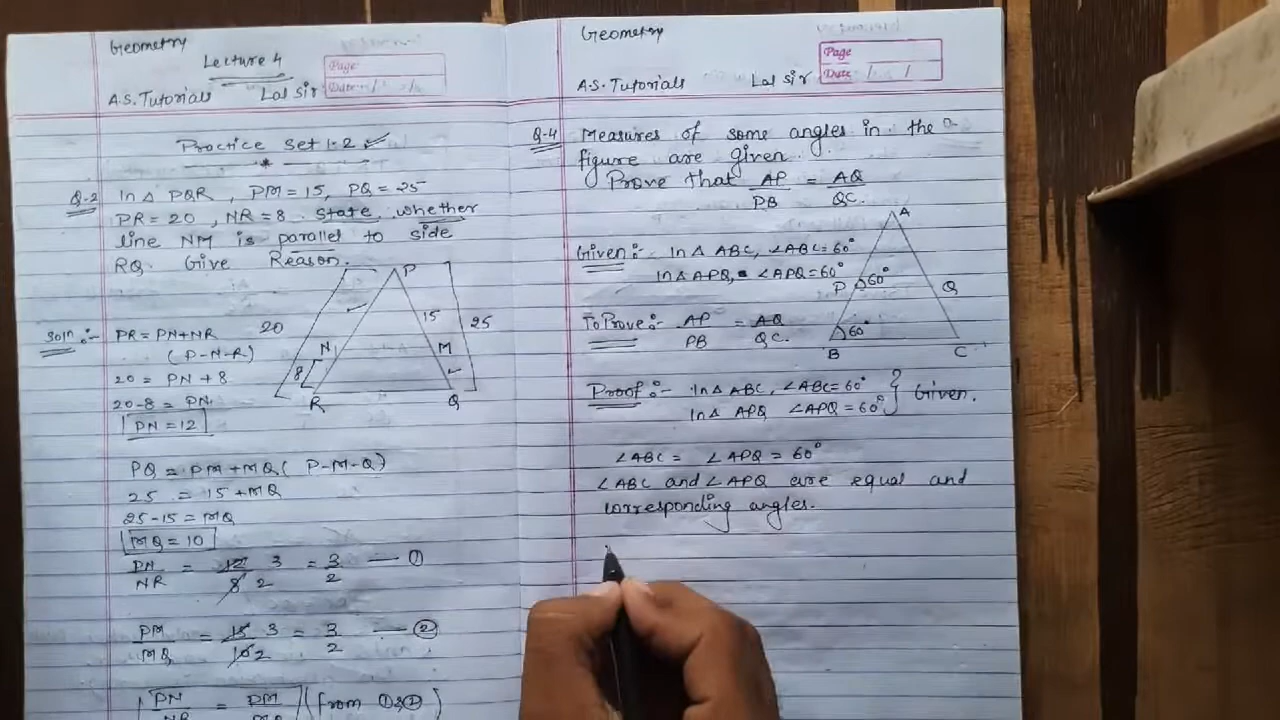 Geometry
Lecture 4
Page
Date / /
A.S. Tutorials Lal Sir
Practice Set 1.2 ✓
Q-2 In Δ PQR, PM = 15, PQ = 25
PR = 20, NR = 8. State, whether
line NM is parallel to side
RQ. Give Reason.
P
20
15
25
N
M
8
R
Q
Soln :- PR = PN + NR
(P-N-R)
20 = PN + 8
20 - 8 = PN
PN = 12
PQ = PM + MQ ( P-M-Q)
25 = 15 + MQ
25 - 15 = MQ
MQ = 10
PN/NR = 12/8 3/2 = 3/2 — ①
PM/MQ = 15/10 3/2 = 3/2 — ②
PN/NR = PM/MQ (from ①&②)
Geometry
Page
Date / /
A.S. Tutorials Lal Sir
Q-4 Measures of some angles in the
figure are given.
Prove that AP/PB = AQ/QC.
Given :- In Δ ABC, ∠ABC = 60°
In Δ APQ, ∠APQ = 60°
A
P 60°
Q
60°
B
C
To Prove :- AP/PB = AQ/QC.
Proof :- In Δ ABC, ∠ABC = 60°
In Δ APQ ∠APQ = 60° } Given.
∠ABC = ∠APQ = 60°
∠ABC and ∠APQ are equal and
corresponding angles.